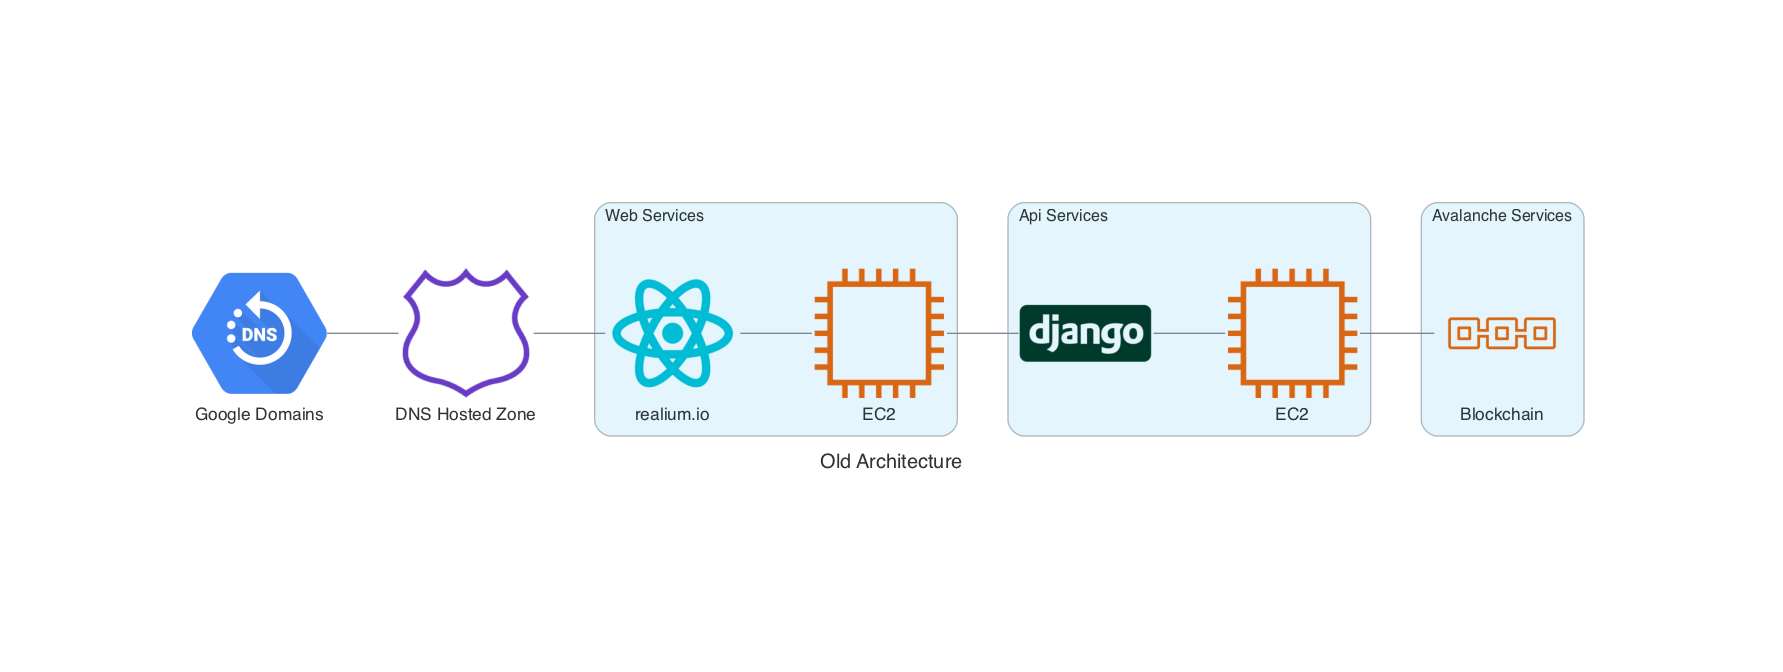 Web Services
Api Services
Avalanche Services
DNS
django
Google Domains
DNS Hosted Zone
realium.io
EC2
EC2
Blockchain
Old Architecture